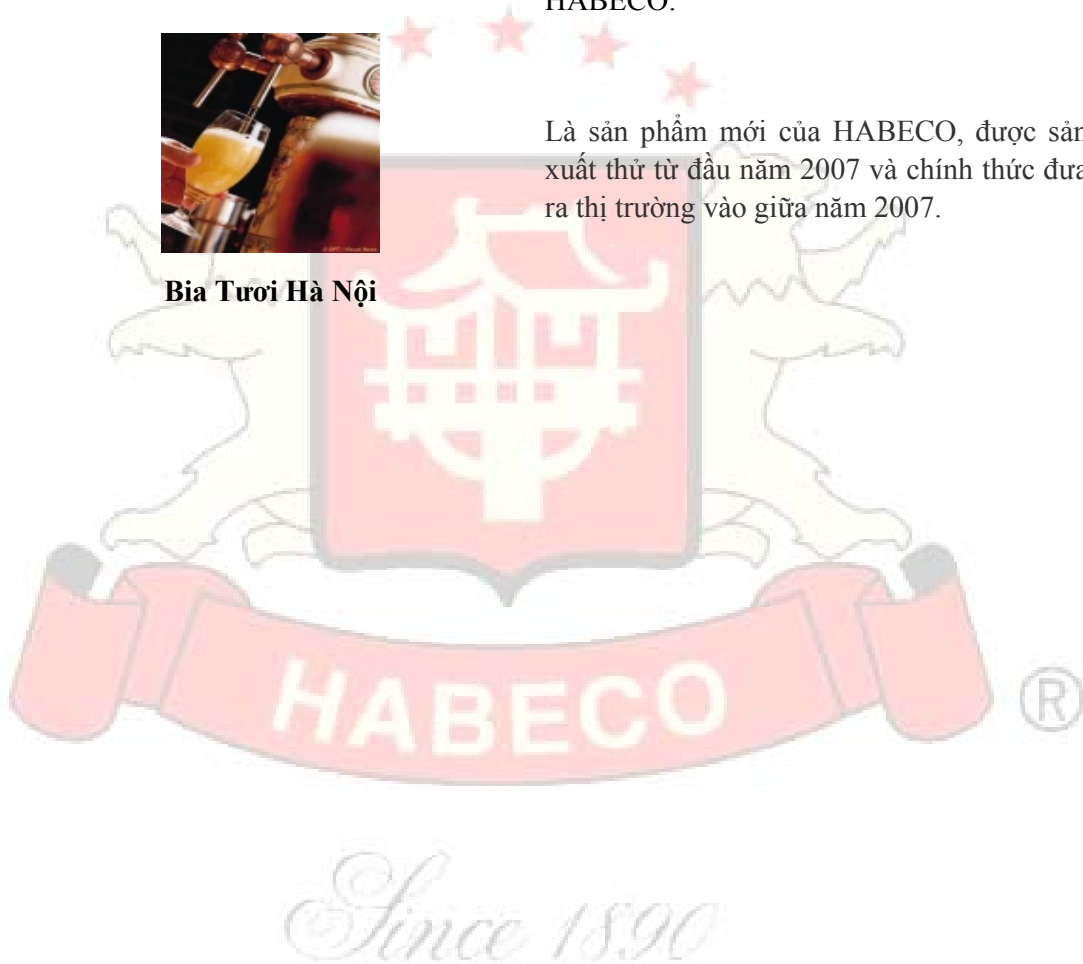 HABECO.
Là sản phẩm mới của HABECO, được sản
xuất thử từ đầu năm 2007 và chính thức đưa
ra thị trường vào giữa năm 2007.
Bia Tươi Hà Nội
HABECO
®
Since 1890